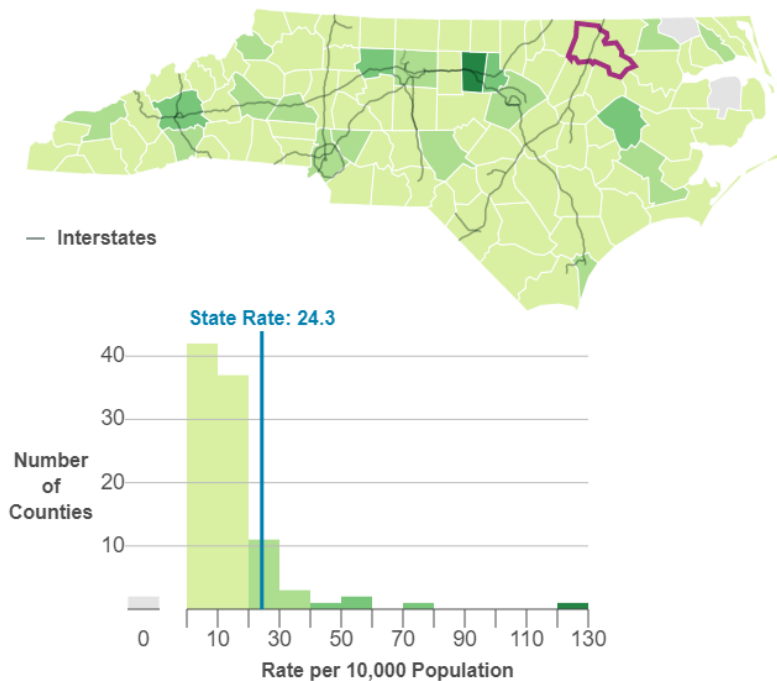 Interstates
State Rate: 24.3
40
30
20
10
Number
of
Counties
0 10 30 50 70 90 110 130
Rate per 10,000 Population